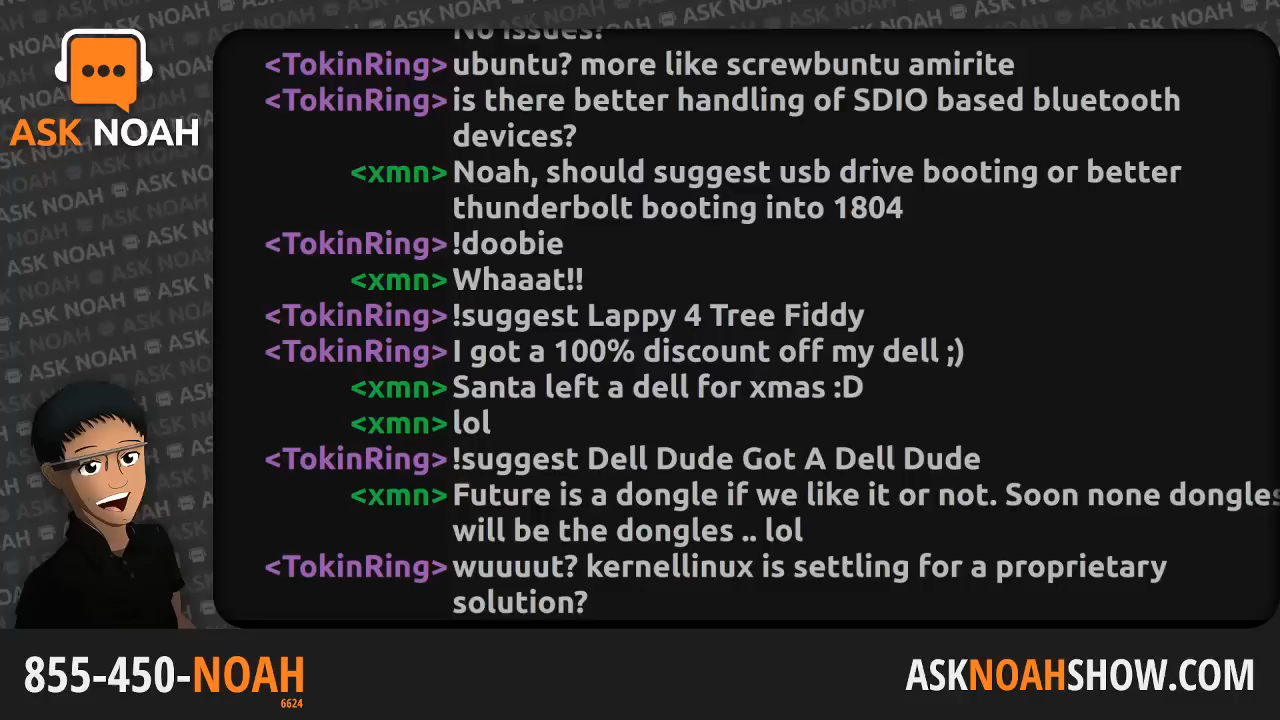 No issues?
<TokinRing> ubuntu? more like screwbuntu amirite
<TokinRing> is there better handling of SDIO based bluetooth
devices?
<xmn> Noah, should suggest usb drive booting or better
thunderbolt booting into 1804
<TokinRing> !doobie
<xmn> Whaaat!!
<TokinRing> !suggest Lappy 4 Tree Fiddy
<TokinRing> I got a 100% discount off my dell ;)
<xmn> Santa left a dell for xmas :D
<xmn> lol
<TokinRing> !suggest Dell Dude Got A Dell Dude
<xmn> Future is a dongle if we like it or not. Soon none dongles
will be the dongles .. lol
<TokinRing> wuuuut? kernellinux is settling for a proprietary
solution?
ASK NOAH
855-450-NOAH
6624
ASKNOAHSHOW.COM